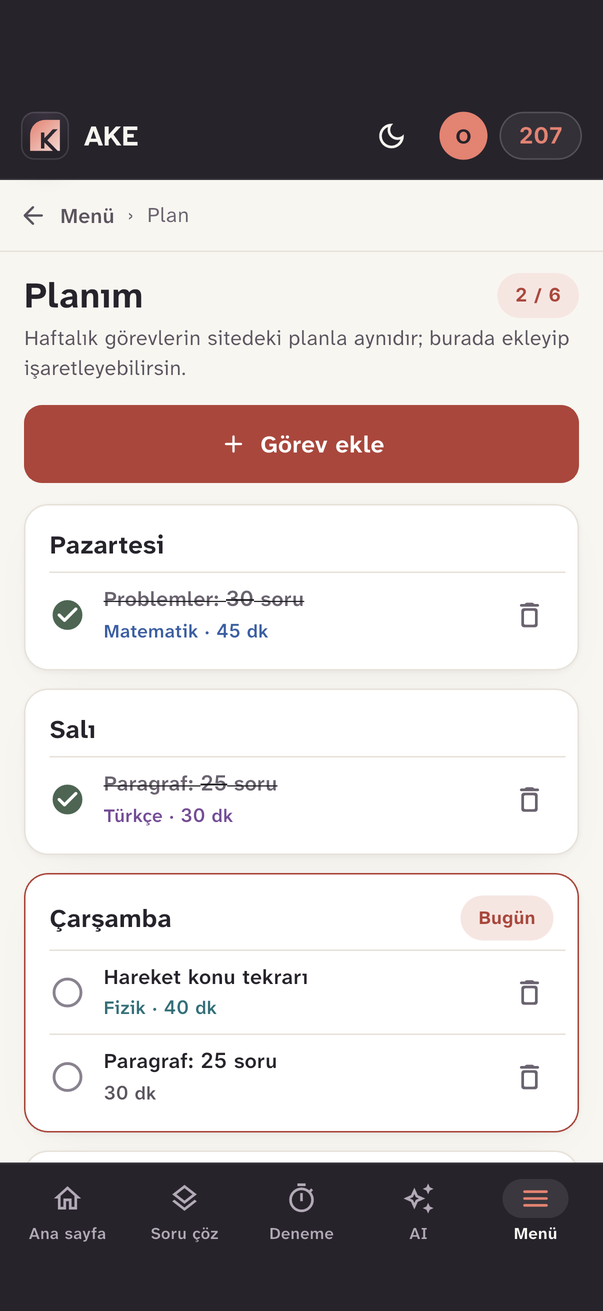 K AKE O 207
Menü › Plan
Planım 2 / 6
Haftalık görevlerin sitedeki planla aynıdır; burada ekleyip
işaretleyebilirsin.
+ Görev ekle
Pazartesi
Problemler: 30 soru
Matematik · 45 dk
Salı
Paragraf: 25 soru
Türkçe · 30 dk
Çarşamba Bugün
Hareket konu tekrarı
Fizik · 40 dk
Paragraf: 25 soru
30 dk
Ana sayfa Soru çöz Deneme AI Menü